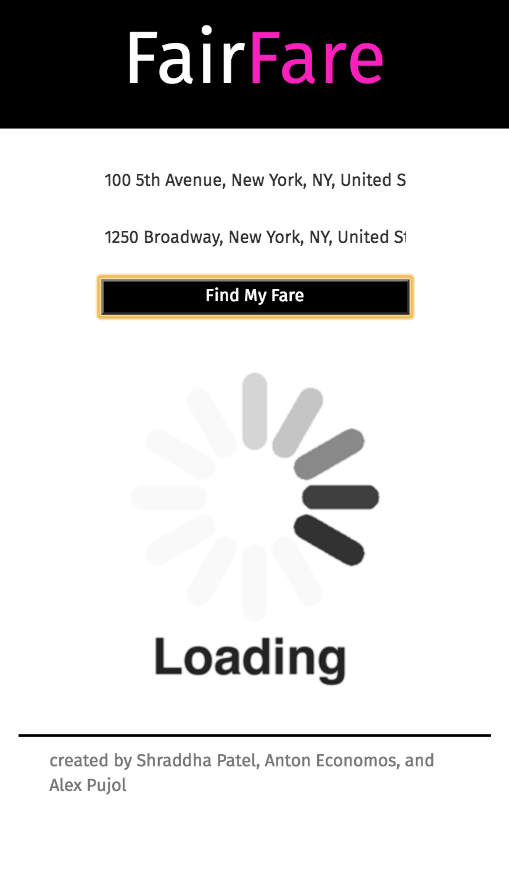 FairFare
100 5th Avenue, New York, NY, United S
1250 Broadway, New York, NY, United St
Find My Fare
Loading
created by Shraddha Patel, Anton Economos, and
Alex Pujol